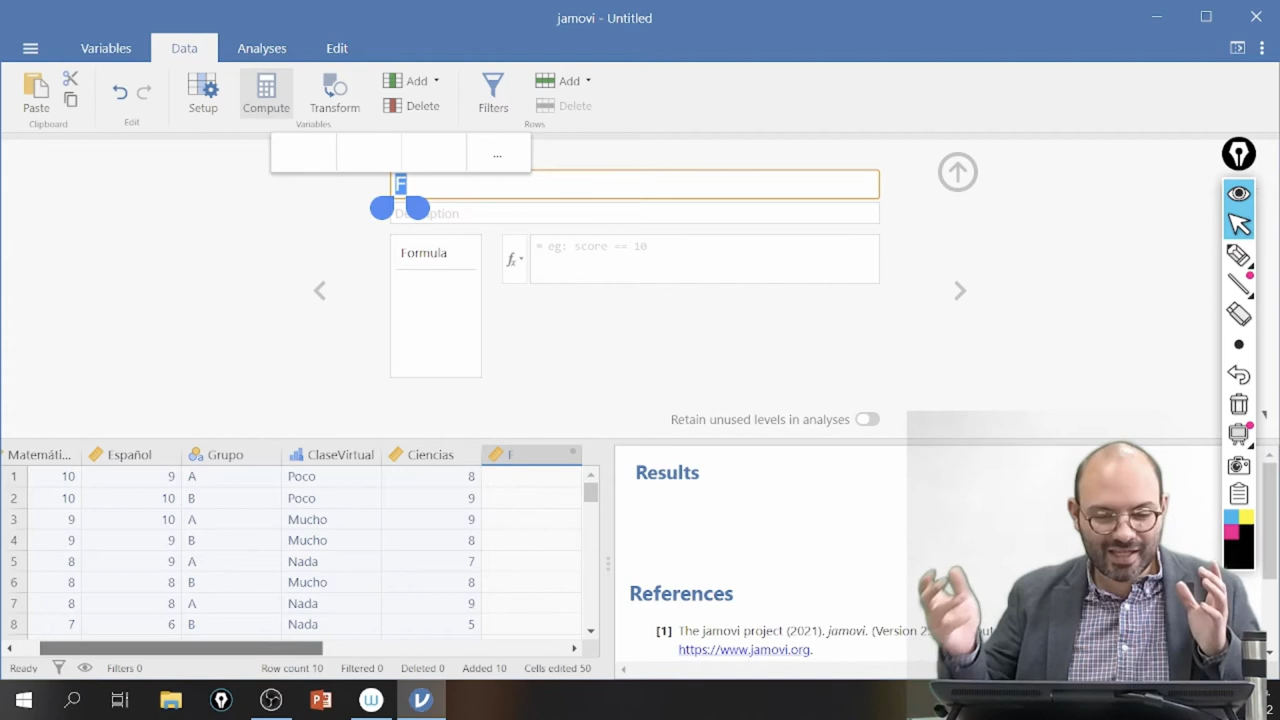 jamovi - Untitled
Variables Data Analyses Edit
Paste Setup Compute Transform Add Delete Filters Add Delete
Clipboard Edit Variables Rows
...
F
Formula fx = eg: score == 10
Retain unused levels in analyses
Matemáti... Español Grupo ClaseVirtual Ciencias F
1 10 9 A Poco 8
2 10 10 B Poco 9
3 9 10 A Mucho 9
4 9 9 B Mucho 8
5 8 9 A Nada 7
6 8 8 B Mucho 8
7 8 8 A Nada 9
8 7 6 B Nada 5
Ready Filters 0 Row count 10 Filtered 0 Deleted 0 Added 10 Cells edited 50
Results
References
[1] The jamovi project (2021). jamovi. (Version
https://www.jamovi.org.